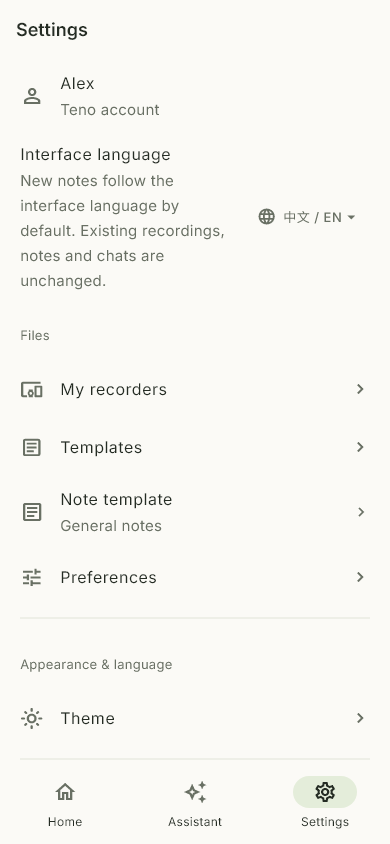 Settings
Alex
Teno account
Interface language
New notes follow the
interface language by
default. Existing recordings,
notes and chats are
unchanged.
中文 / EN
Files
My recorders
Templates
Note template
General notes
Preferences
Appearance & language
Theme
Home
Assistant
Settings